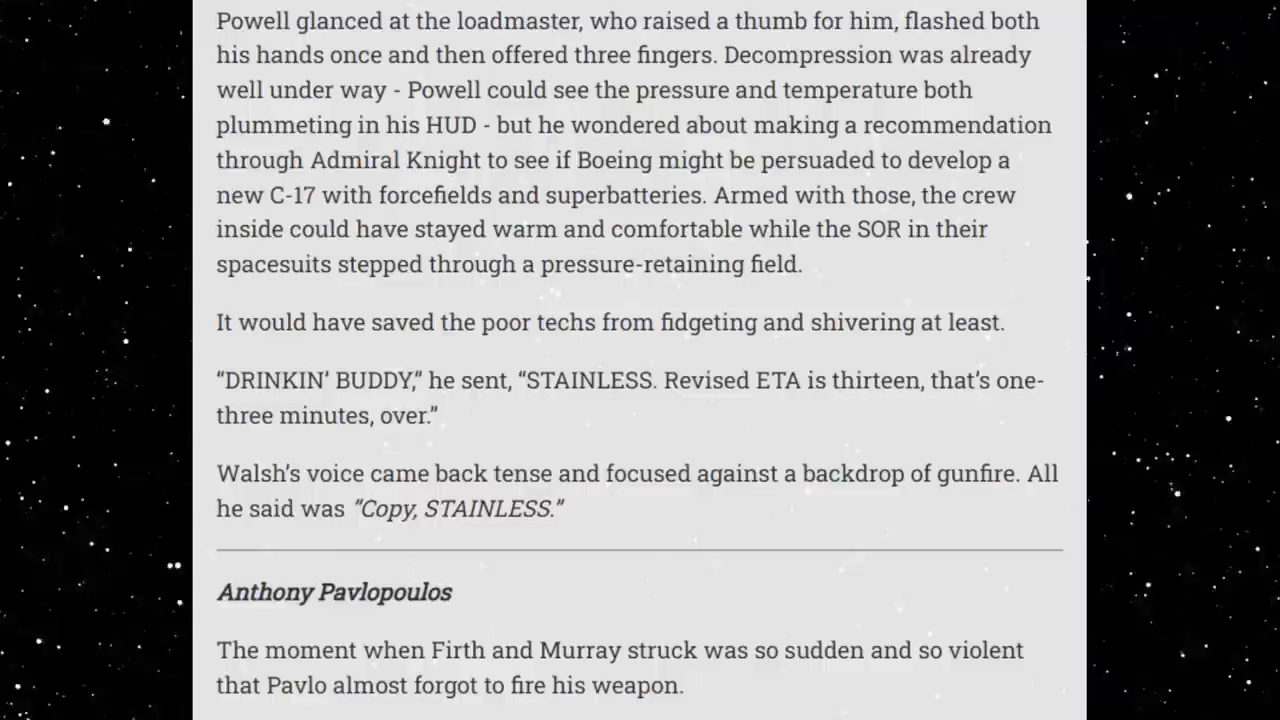 Powell glanced at the loadmaster, who raised a thumb for him, flashed both
his hands once and then offered three fingers. Decompression was already
well under way - Powell could see the pressure and temperature both
plummeting in his HUD - but he wondered about making a recommendation
through Admiral Knight to see if Boeing might be persuaded to develop a
new C-17 with forcefields and superbatteries. Armed with those, the crew
inside could have stayed warm and comfortable while the SOR in their
spacesuits stepped through a pressure-retaining field.
It would have saved the poor techs from fidgeting and shivering at least.
“DRINKIN’ BUDDY,” he sent, “STAINLESS. Revised ETA is thirteen, that’s one-
three minutes, over.”
Walsh’s voice came back tense and focused against a backdrop of gunfire. All
he said was “Copy, STAINLESS.”
Anthony Pavlopoulos
The moment when Firth and Murray struck was so sudden and so violent
that Pavlo almost forgot to fire his weapon.